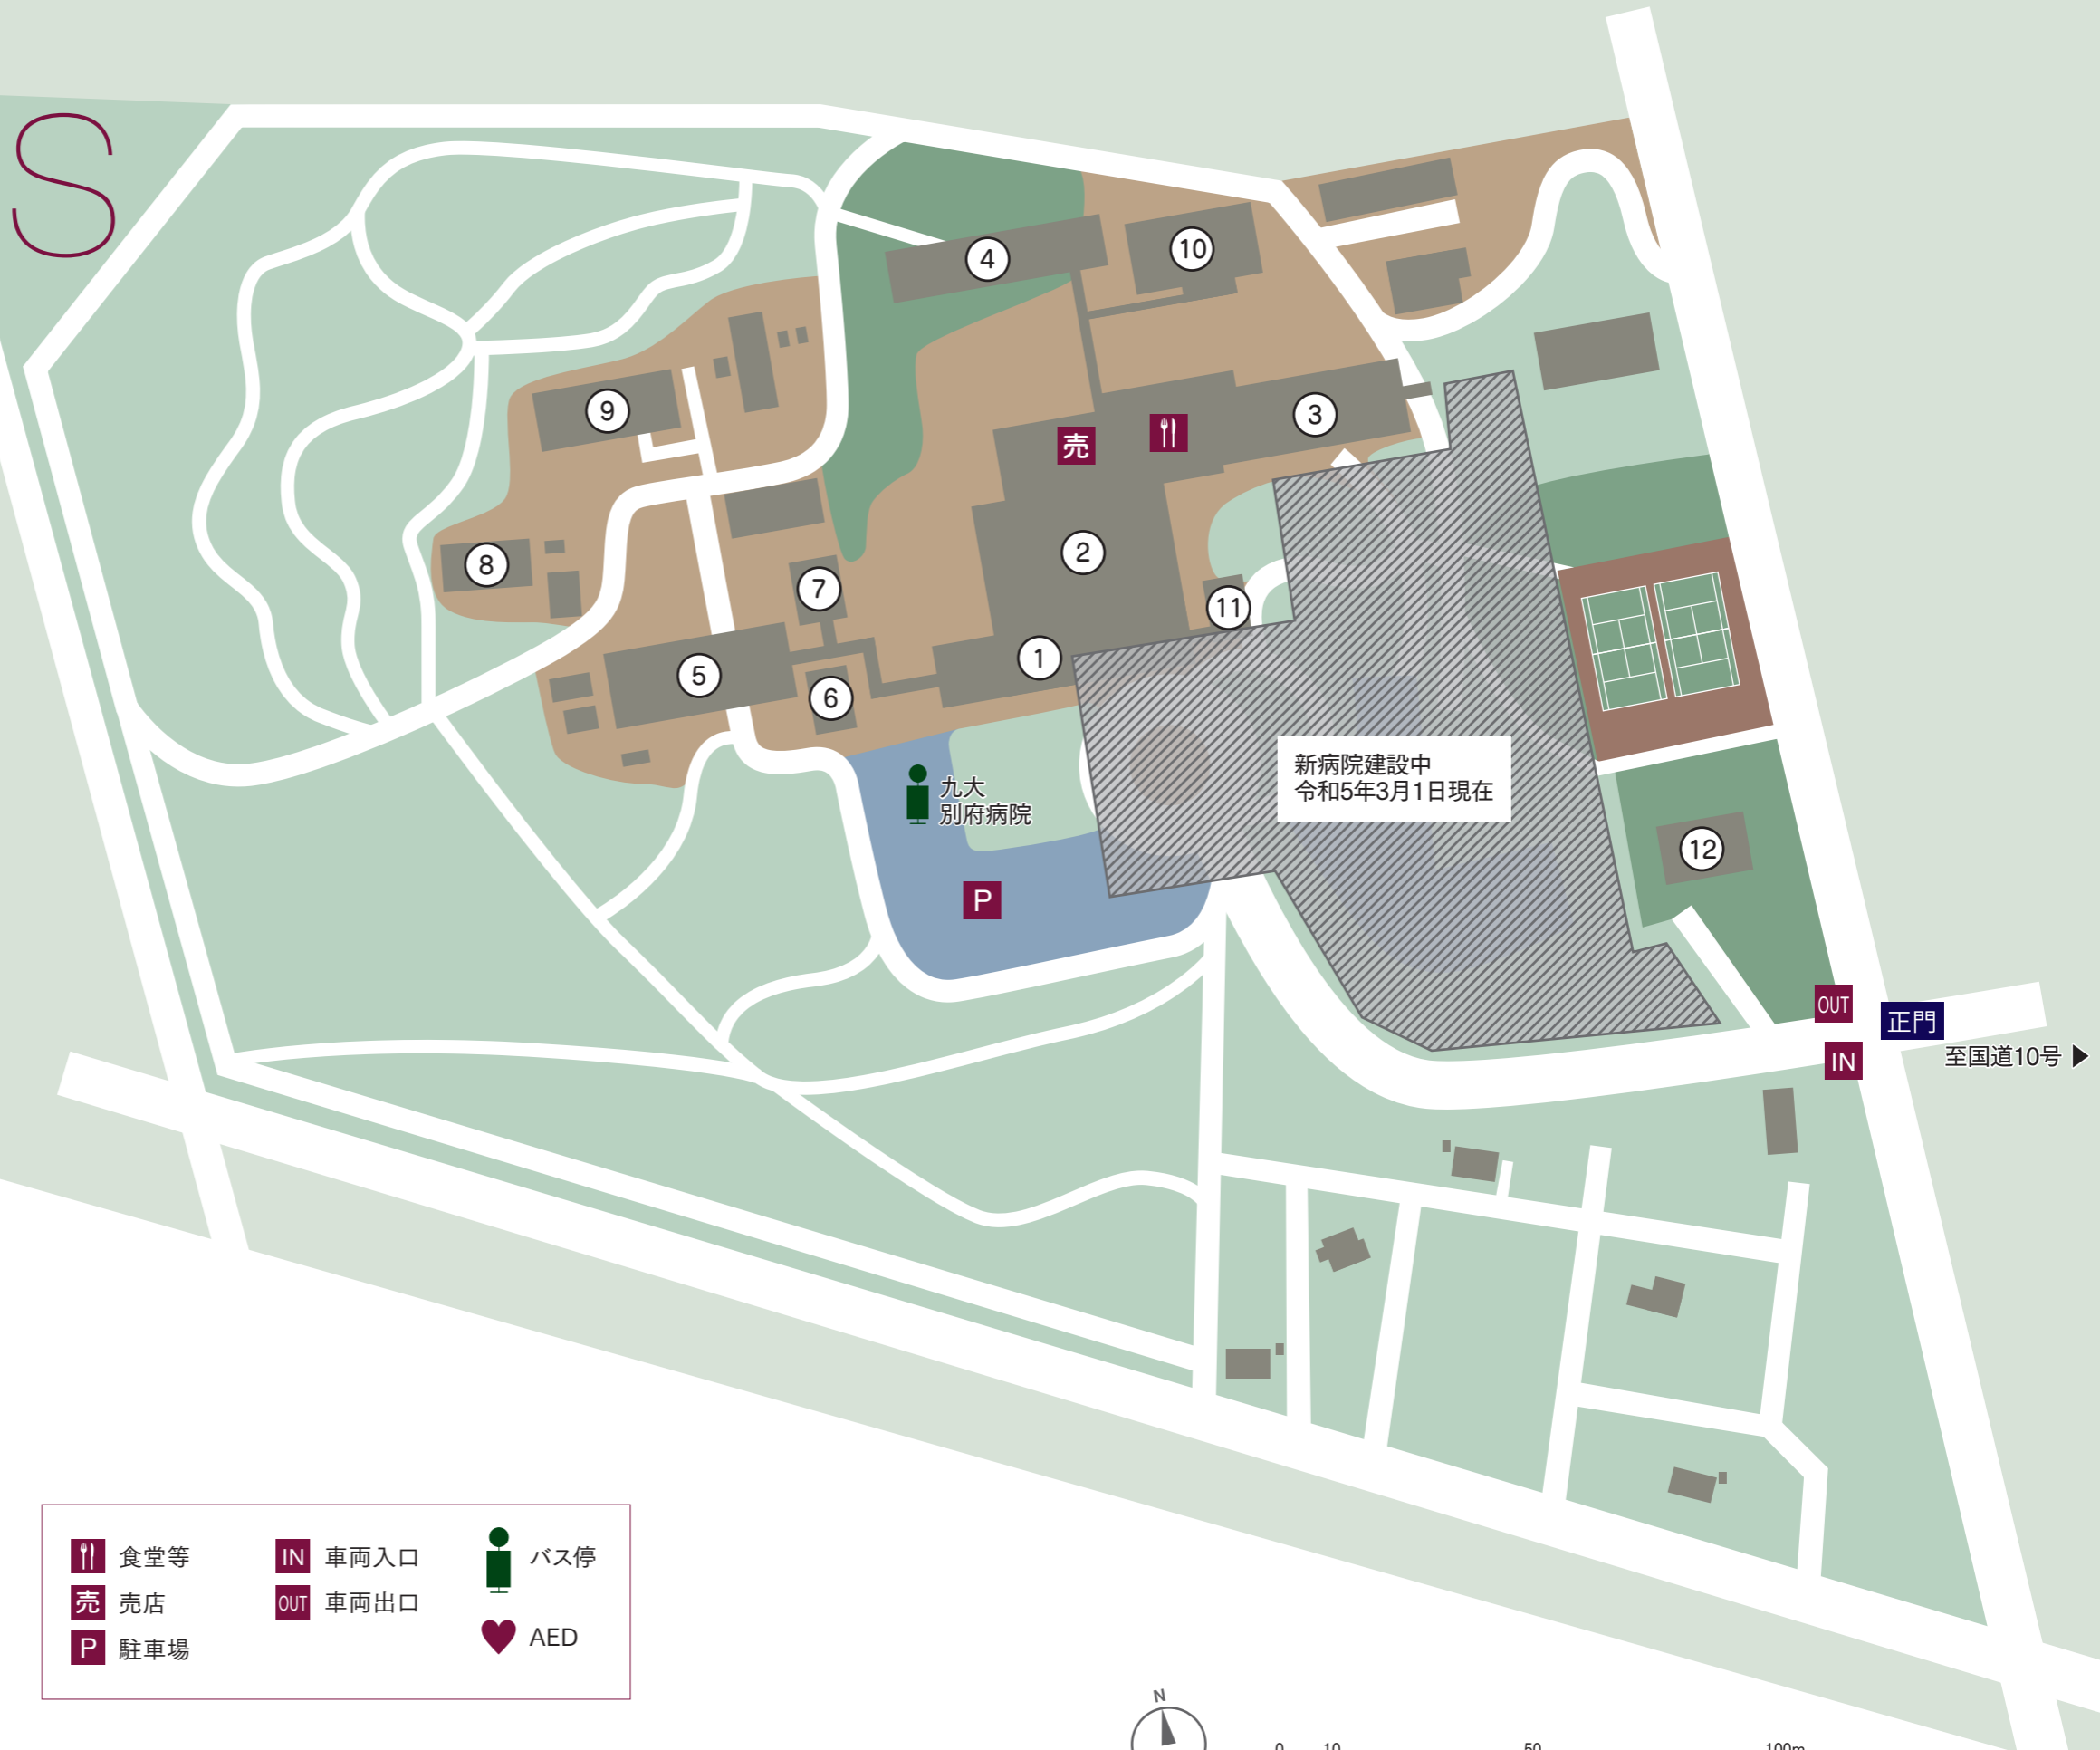 S
4
10
9
3
売
8
2
7
11
5
1
6
新病院建設中
令和5年3月1日現在
九大
別府病院
12
P
OUT
正門
IN
至国道10号
食堂等
IN 車両入口
バス停
売 売店
OUT 車両出口
P 駐車場
AED
N
0 10 50 100m